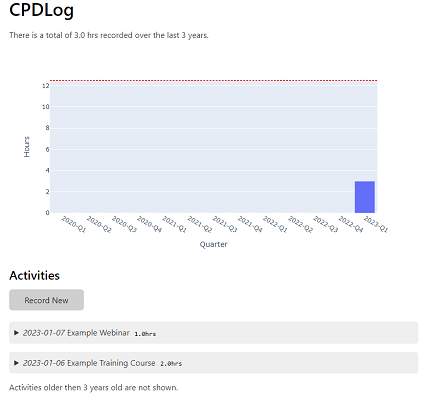 CPDLog
There is a total of 3.0 hrs recorded over the last 3 years.
12
10
8
6
4
2
0
Hours
2020-Q1
2020-Q2
2020-Q3
2020-Q4
2021-Q1
2021-Q2
2021-Q3
2021-Q4
2022-Q1
2022-Q2
2022-Q3
2022-Q4
2023-Q1
Quarter
Activities
Record New
2023-01-07 Example Webinar 1.0hrs
2023-01-06 Example Training Course 2.0hrs
Activities older then 3 years old are not shown.